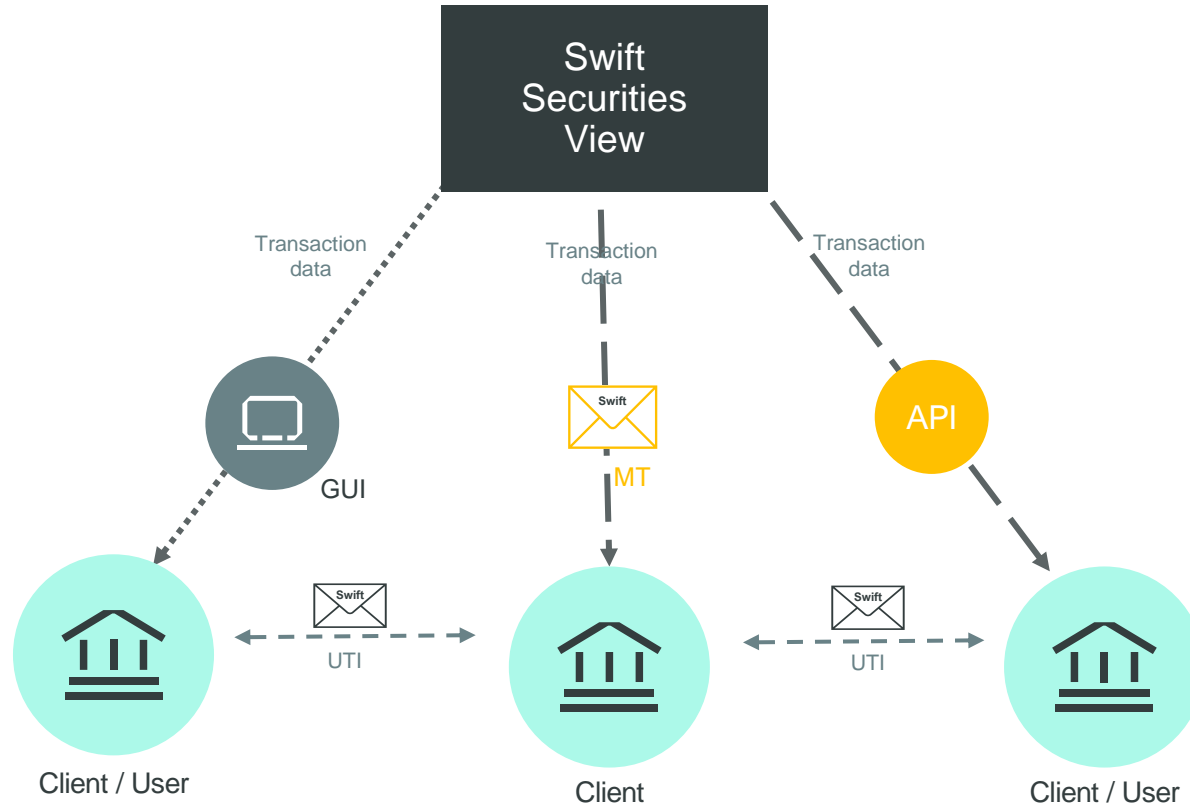 Swift
Securities
View
Transaction
data
Transaction
data
Transaction
data
Swift
API
MT
GUI
Swift
Swift
UTI
UTI
Client / User
Client
Client / User